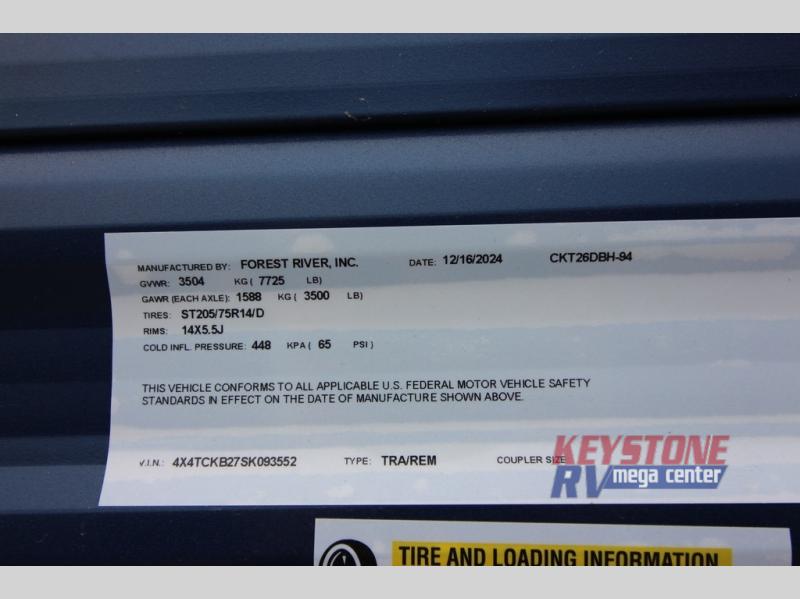 MANUFACTURED BY: FOREST RIVER, INC. DATE: 12/16/2024 CKT26DBH-94
GVWR: 3504 KG ( 7725 LB)
GAWR (EACH AXLE): 1588 KG ( 3500 LB)
TIRES: ST205/75R14/D
RIMS: 14X5.5J
COLD INFL. PRESSURE: 448 KPA ( 65 PSI )
THIS VEHICLE CONFORMS TO ALL APPLICABLE U.S. FEDERAL MOTOR VEHICLE SAFETY
STANDARDS IN EFFECT ON THE DATE OF MANUFACTURE SHOWN ABOVE.
V.I.N.: 4X4TCKB27SK093552 TYPE: TRA/REM COUPLER SIZE
KEYSTONE
RV mega center
TIRE AND LOADING INFORMATION